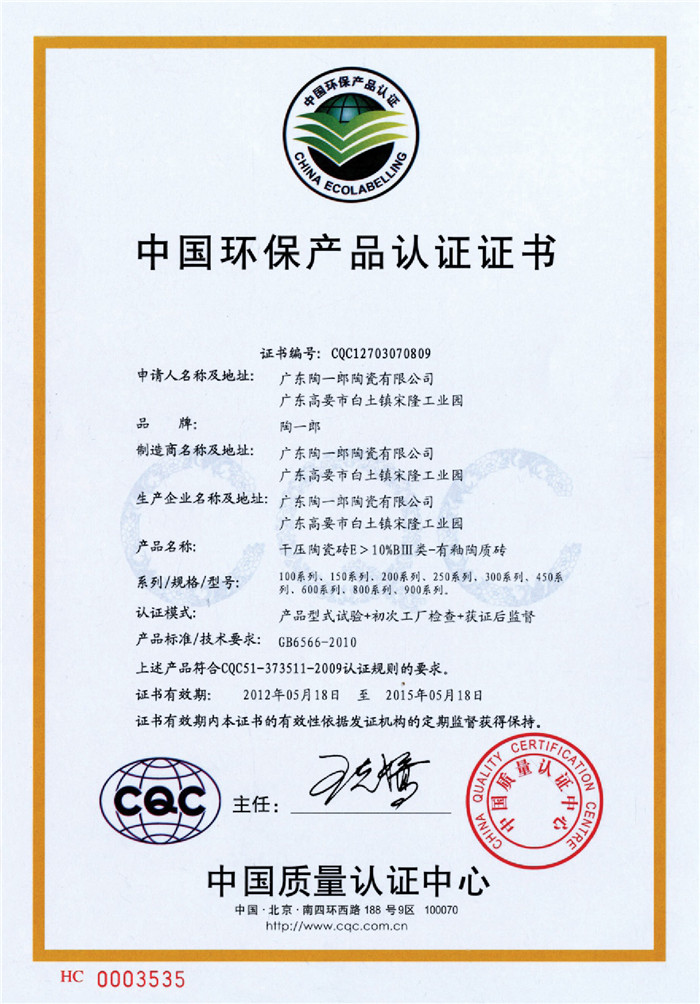 中国环保产品认证
CHINA ECOLABELLING
中国环保产品认证证书
证书编号: CQC12703070809
申请人名称及地址: 广东陶一郎陶瓷有限公司
广东高要市白土镇宋隆工业园
品 牌: 陶一郎
制造商名称及地址: 广东陶一郎陶瓷有限公司
广东高要市白土镇宋隆工业园
生产企业名称及地址: 广东陶一郎陶瓷有限公司
广东高要市白土镇宋隆工业园
产品名称: 干压陶瓷砖E＞10%BⅢ类-有釉陶质砖
系列/规格/型号: 100系列、150系列、200系列、250系列、300系列、450系
列、600系列、800系列、900系列。
认证模式: 产品型式试验+初次工厂检查+获证后监督
产品标准/技术要求: GB6566-2010
上述产品符合CQC51-373511-2009认证规则的要求。
证书有效期: 2012年05月18日 至 2015年05月18日
证书有效期内本证书的有效性依据发证机构的定期监督获得保持。
CQC
主任:
CHINA QUALITY CERTIFICATION CENTRE
中国质量认证中心
中国质量认证中心
中国·北京·南四环西路 188 号 9区 100070
http://www.cqc.com.cn
HC 0003535